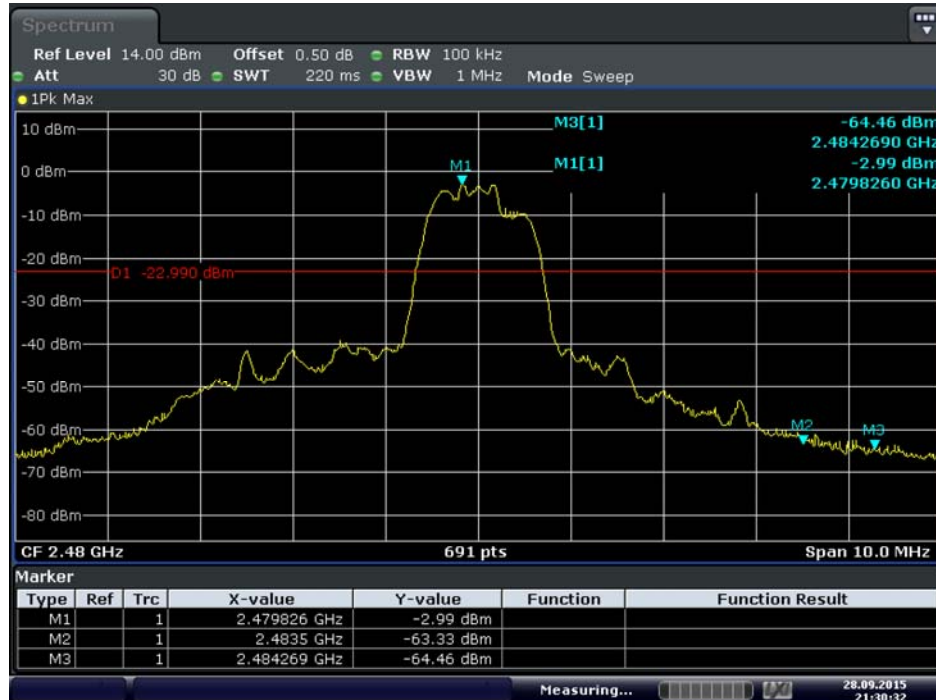 Spectrum
Ref Level 14.00 dBm Offset 0.50 dB RBW 100 kHz
Att 30 dB SWT 220 ms VBW 1 MHz Mode Sweep
1Pk Max
M3[1] -64.46 dBm
2.4842690 GHz
M1[1] -2.99 dBm
2.4798260 GHz
10 dBm
0 dBm
M1
-10 dBm
-20 dBm
D1 -22.990 dBm
-30 dBm
-40 dBm
-50 dBm
-60 dBm
M2 M3
-70 dBm
-80 dBm
CF 2.48 GHz 691 pts Span 10.0 MHz
Marker
Type Ref Trc X-value Y-value Function Function Result
M1 1 2.479826 GHz -2.99 dBm
M2 1 2.4835 GHz -63.33 dBm
M3 1 2.484269 GHz -64.46 dBm
Measuring... 28.09.2015
21:30:32